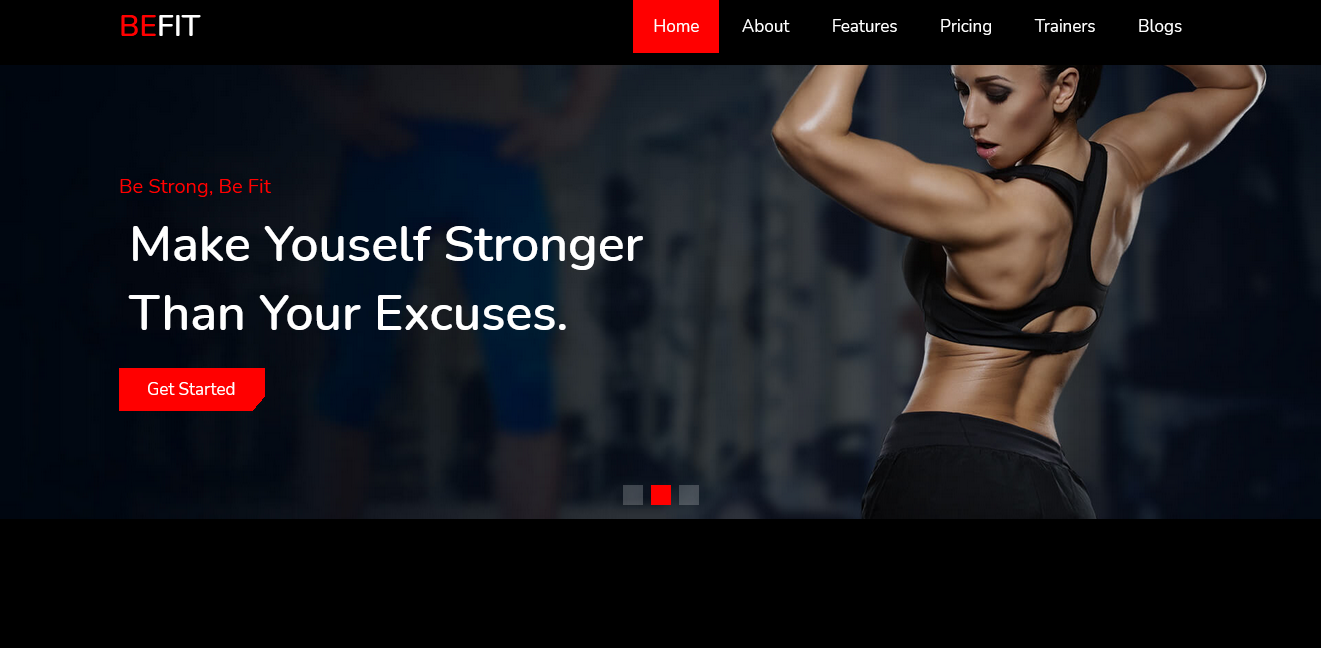 BEFIT Home About Features Pricing Trainers Blogs
Be Strong, Be Fit
Make Youself Stronger
Than Your Excuses.
Get Started